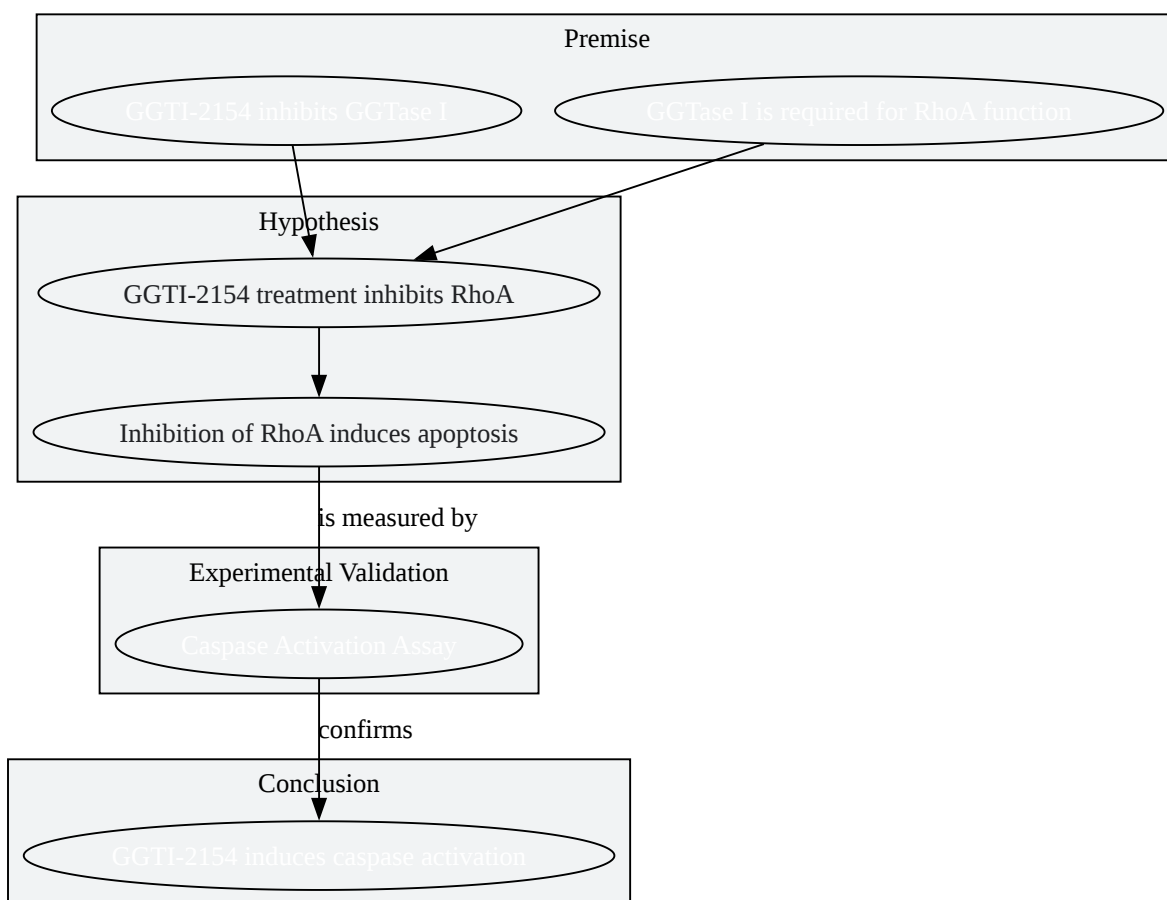 Premise
GGTI-2154 inhibits GGTase I
GGTase I is required for RhoA function
Hypothesis
GGTI-2154 treatment inhibits RhoA
Inhibition of RhoA induces apoptosis
is measured by
Experimental Validation
Caspase Activation Assay
confirms
Conclusion
GGTI-2154 induces caspase activation